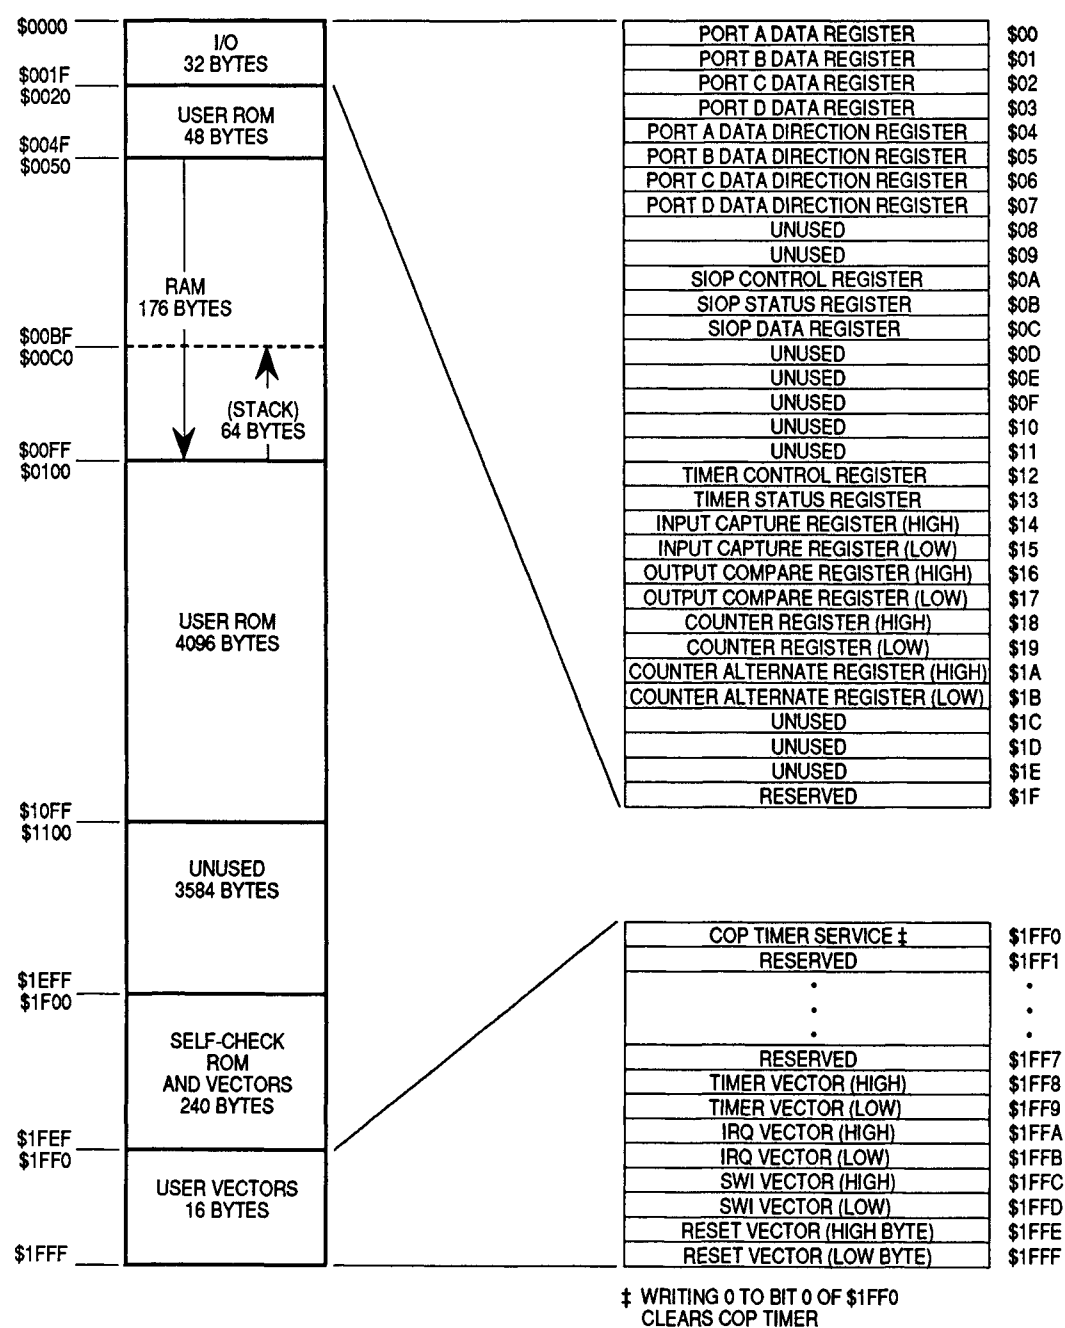 $0000
I/O
32 BYTES
$001F
$0020
USER ROM
48 BYTES
$004F
$0050
RAM
176 BYTES
$00BF
$00C0
(STACK)
64 BYTES
$00FF
$0100
USER ROM
4096 BYTES
$10FF
$1100
UNUSED
3584 BYTES
$1EFF
$1F00
SELF-CHECK
ROM
AND VECTORS
240 BYTES
$1FEF
$1FF0
USER VECTORS
16 BYTES
$1FFF
PORT A DATA REGISTER $00
PORT B DATA REGISTER $01
PORT C DATA REGISTER $02
PORT D DATA REGISTER $03
PORT A DATA DIRECTION REGISTER $04
PORT B DATA DIRECTION REGISTER $05
PORT C DATA DIRECTION REGISTER $06
PORT D DATA DIRECTION REGISTER $07
UNUSED $08
UNUSED $09
SIOP CONTROL REGISTER $0A
SIOP STATUS REGISTER $0B
SIOP DATA REGISTER $0C
UNUSED $0D
UNUSED $0E
UNUSED $0F
UNUSED $10
UNUSED $11
TIMER CONTROL REGISTER $12
TIMER STATUS REGISTER $13
INPUT CAPTURE REGISTER (HIGH) $14
INPUT CAPTURE REGISTER (LOW) $15
OUTPUT COMPARE REGISTER (HIGH) $16
OUTPUT COMPARE REGISTER (LOW) $17
COUNTER REGISTER (HIGH) $18
COUNTER REGISTER (LOW) $19
COUNTER ALTERNATE REGISTER (HIGH) $1A
COUNTER ALTERNATE REGISTER (LOW) $1B
UNUSED $1C
UNUSED $1D
UNUSED $1E
RESERVED $1F
COP TIMER SERVICE ‡ $1FF0
RESERVED $1FF1
• •
• •
• •
RESERVED $1FF7
TIMER VECTOR (HIGH) $1FF8
TIMER VECTOR (LOW) $1FF9
IRQ VECTOR (HIGH) $1FFA
IRQ VECTOR (LOW) $1FFB
SWI VECTOR (HIGH) $1FFC
SWI VECTOR (LOW) $1FFD
RESET VECTOR (HIGH BYTE) $1FFE
RESET VECTOR (LOW BYTE) $1FFF
‡ WRITING 0 TO BIT 0 OF $1FF0
CLEARS COP TIMER